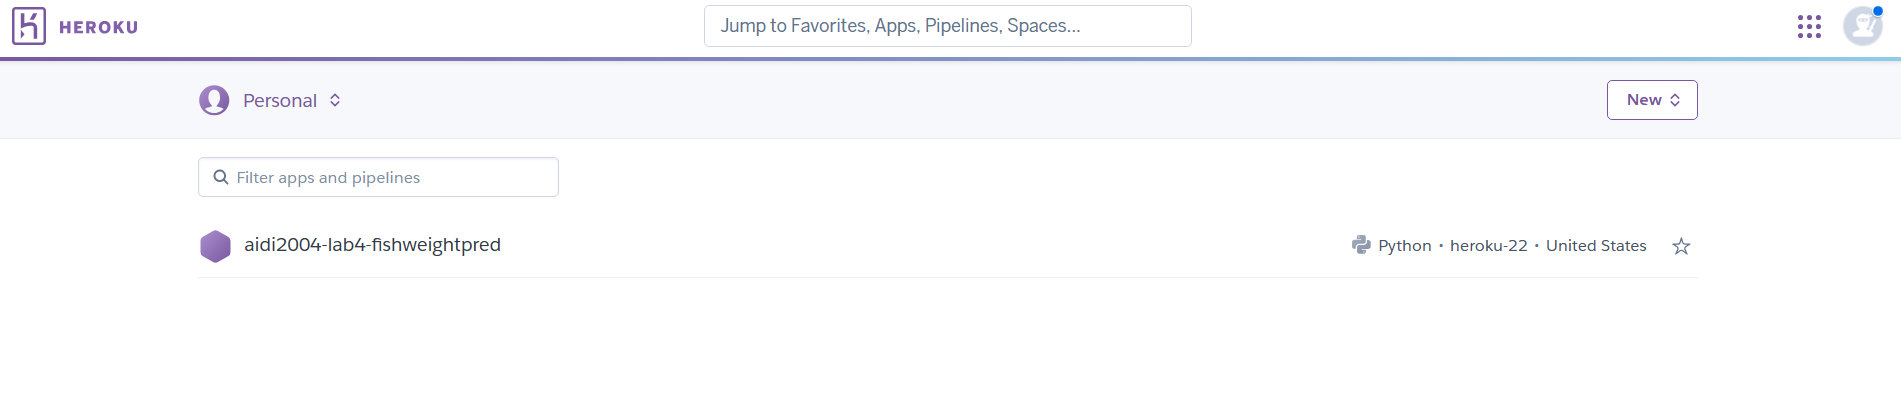 HEROKU
Jump to Favorites, Apps, Pipelines, Spaces...
Personal
New
Filter apps and pipelines
aidi2004-lab4-fishweightpred
Python • heroku-22 • United States